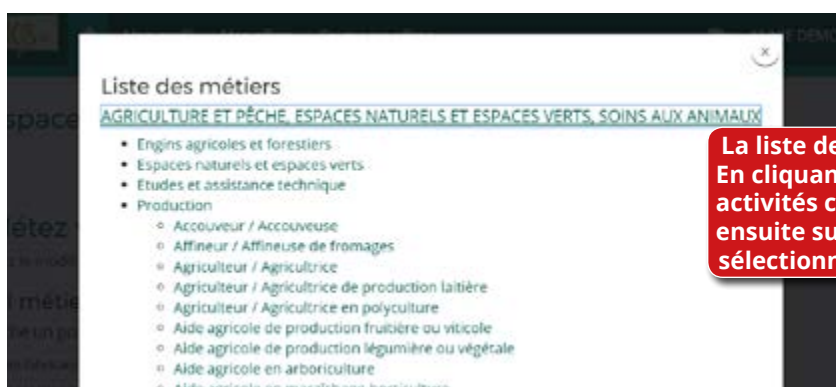 Liste des métiers
AGRICULTURE ET PÊCHE, ESPACES NATURELS ET ESPACES VERTS, SOINS AUX ANIMAUX
• Engins agricoles et forestiers
• Espaces naturels et espaces verts
• Etudes et assistance technique
• Production
◦ Accouveur / Accouveuse
◦ Affineur / Affineuse de fromages
◦ Agriculteur / Agricultrice
◦ Agriculteur / Agricultrice de production laitière
◦ Agriculteur / Agricultrice en polyculture
◦ Aide agricole de production fruitière ou viticole
◦ Aide agricole de production légumière ou végétale
◦ Aide agricole en arboriculture
La liste de
En cliquan
activités c
ensuite su
sélectionn